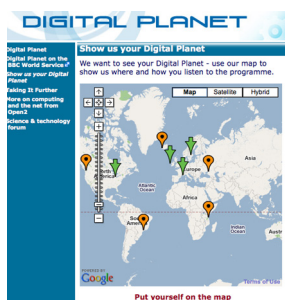 DIGITAL PLANET
Digital Planet
Digital Planet on the
BBC World Service
Show us your Digital
Planet
Taking It Further
More on computing
and the net from
Open2
Science & technology
forum
Show us your Digital Planet
We want to see your Digital Planet - use our map to
show us where and how you listen to the programme.
Map
Satellite
Hybrid
North
America
Atlantic
Ocean
Europe
Asia
Africa
South
America
Indian
Ocean
Austr
POWERED BY
Google
Terms of Use
Put yourself on the map